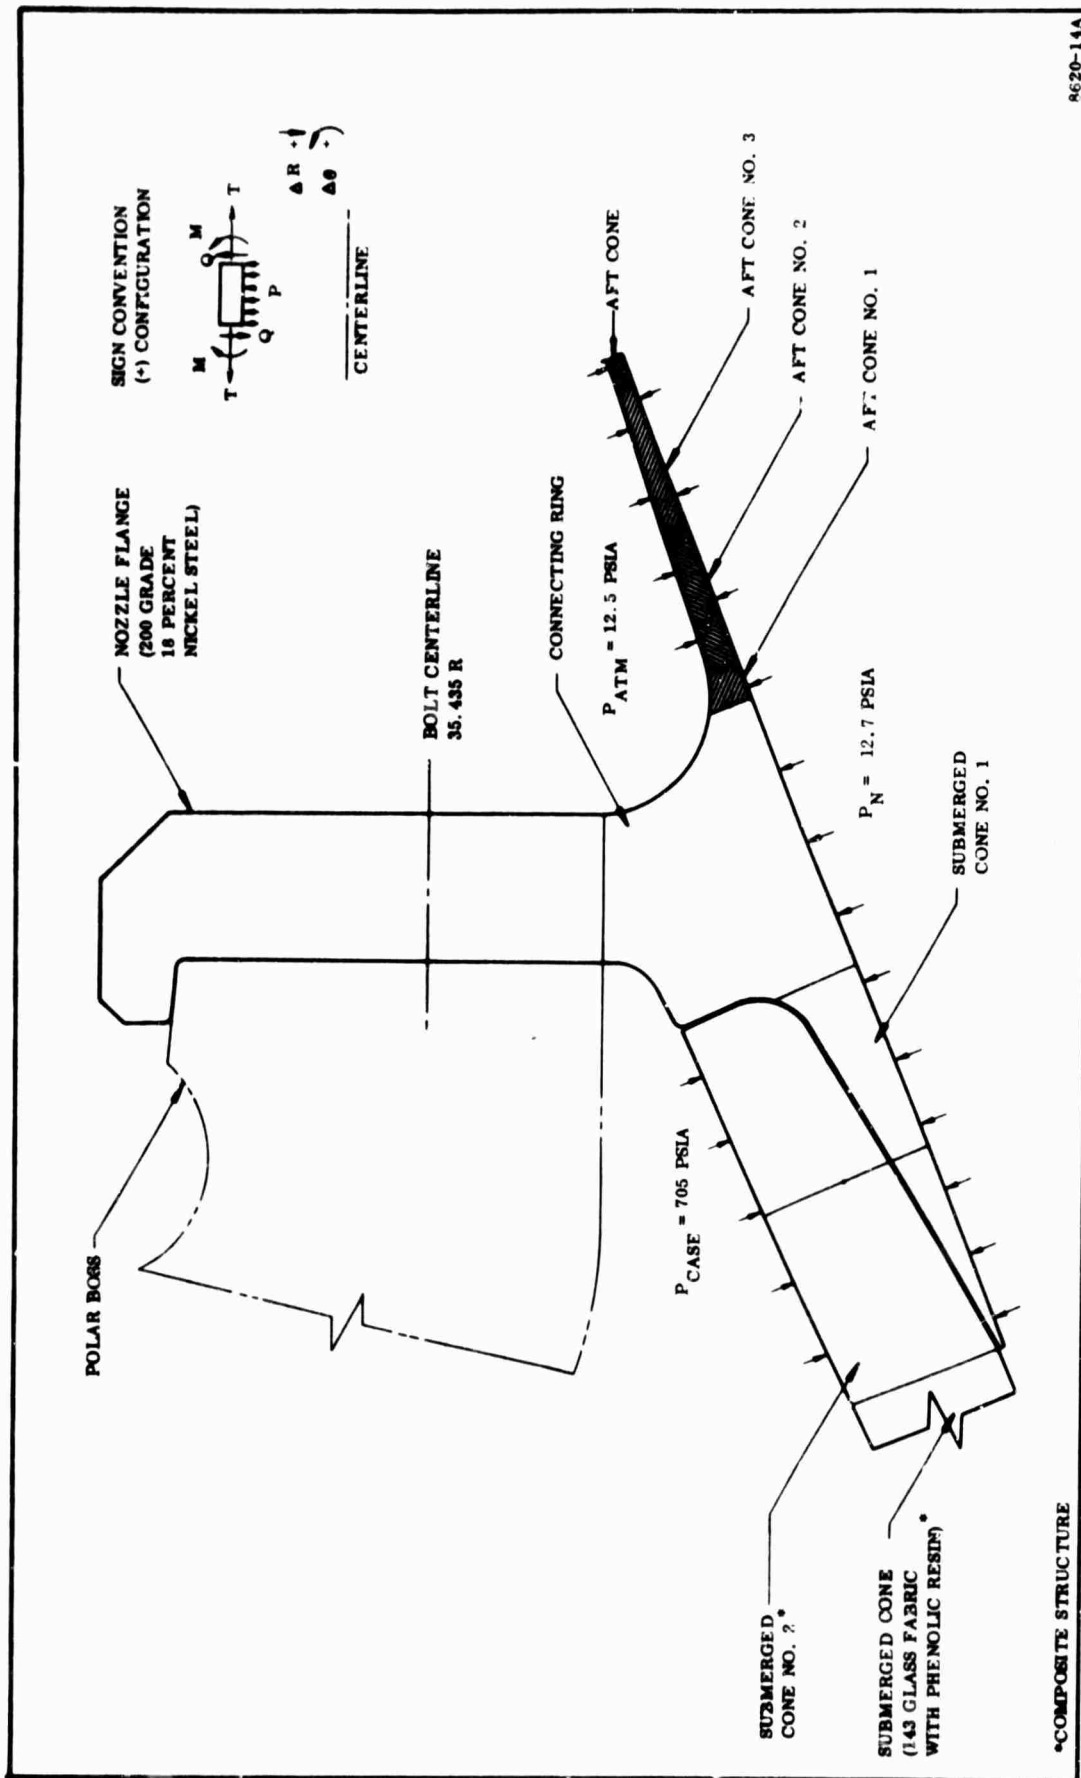 SIGN CONVENTION
(+) CONFIGURATION
M
Q
M
T
T
Q
P
ΔR +
Δθ +
CENTERLINE
NOZZLE FLANGE
(200 GRADE
18 PERCENT
NICKEL STEEL)
POLAR BOSS
BOLT CENTERLINE
35.435 R
CONNECTING RING
P ATM = 12.5 PSIA
AFT CONE
AFT CONE NO. 3
AFT CONE NO. 2
AFT CONE NO. 1
P N = 12.7 PSIA
P CASE = 705 PSIA
SUBMERGED
CONE NO. 1
SUBMERGED
CONE NO. 2*
SUBMERGED CONE
(143 GLASS FABRIC
WITH PHENOLIC RESIN)*
*COMPOSITE STRUCTURE
8620-14A